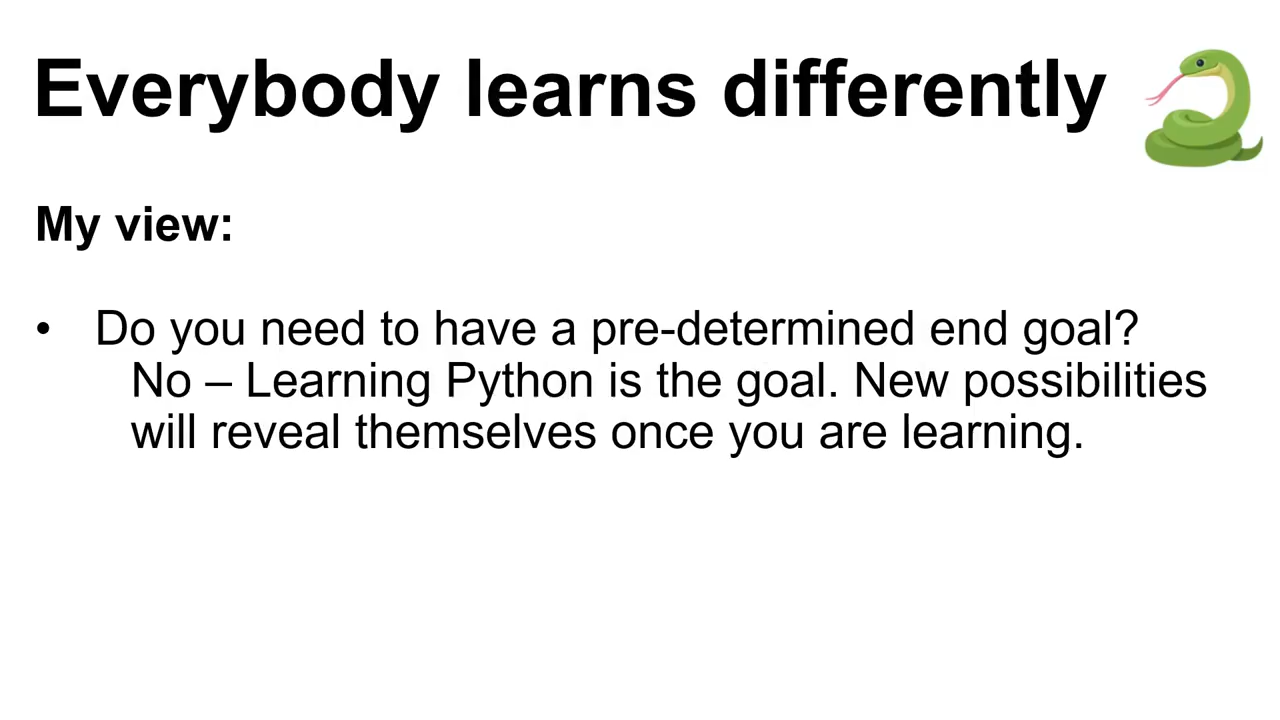 Everybody learns differently
My view:
• Do you need to have a pre-determined end goal?
No – Learning Python is the goal. New possibilities
will reveal themselves once you are learning.